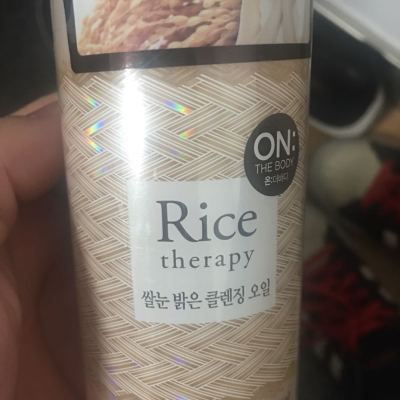 ON:
THE BODY
온:더바디
Rice
therapy
쌀눈 밝은 클렌징 오일